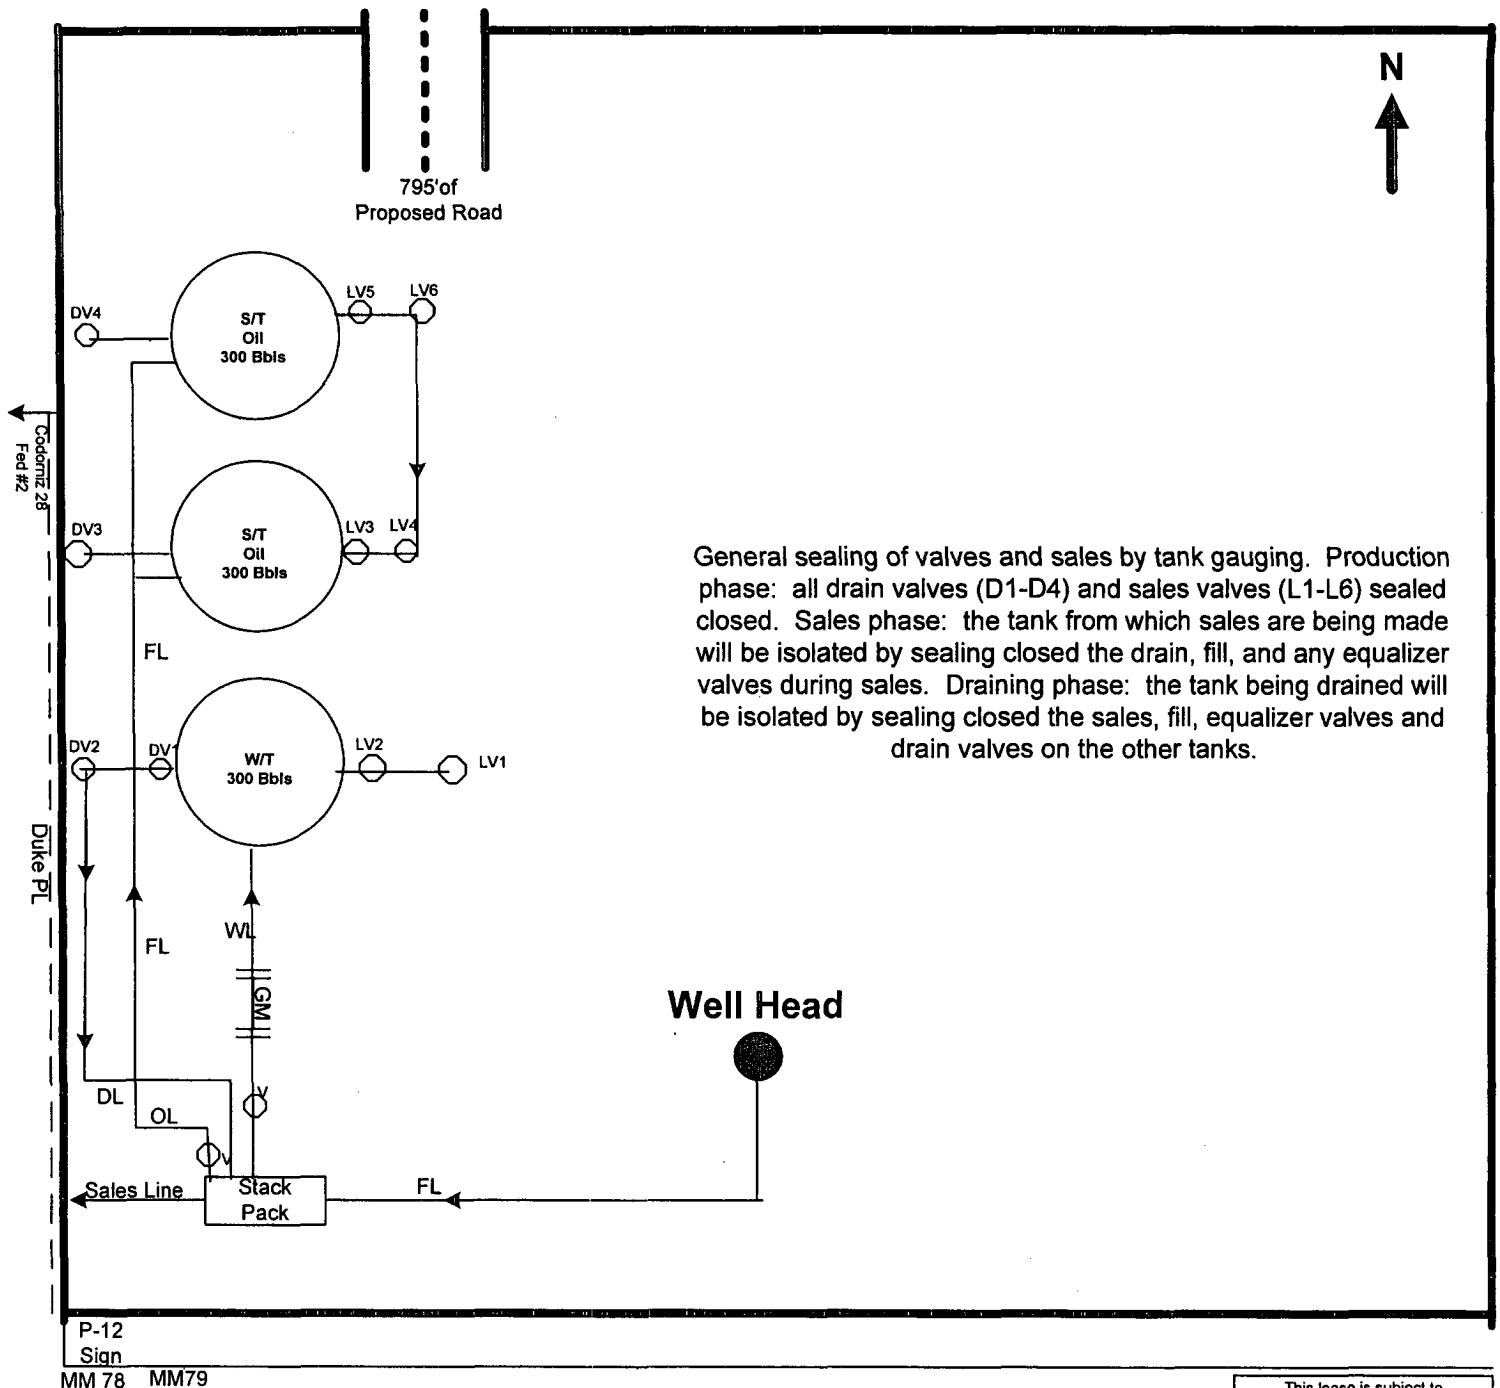 N
795'of
Proposed Road
DV4
S/T
Oil
300 Bbls
LV5
LV6
Codorniz 28
Fed #2
DV3
S/T
Oil
300 Bbls
LV3
LV4
General sealing of valves and sales by tank gauging. Production
phase: all drain valves (D1-D4) and sales valves (L1-L6) sealed
closed. Sales phase: the tank from which sales are being made
will be isolated by sealing closed the drain, fill, and any equalizer
valves during sales. Draining phase: the tank being drained will
be isolated by sealing closed the sales, fill, equalizer valves and
drain valves on the other tanks.
FL
DV2
DV1
W/T
300 Bbls
LV2
LV1
Duke PL
WL
FL
GM
Well Head
DL
OL
V
V
Sales Line
Stack
Pack
FL
P-12
Sign
MM 78
MM79
This lease is subject to